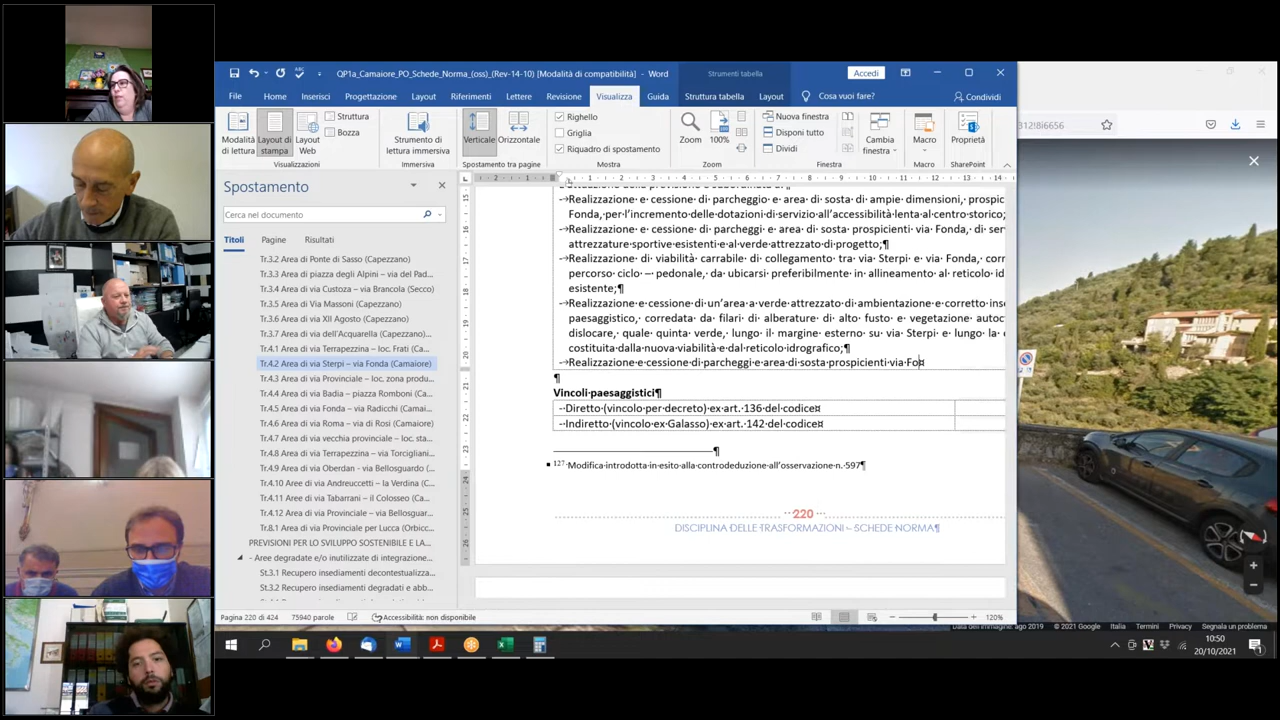 QP1a_Camaiore_PO_Schede_Norma_(oss)_(Rev-14-10) [Modalità di compatibilità] - Word
Strumenti tabella
Accedi
File
Home
Inserisci
Progettazione
Layout
Riferimenti
Lettere
Revisione
Visualizza
Guida
Struttura tabella
Layout
Cosa vuoi fare?
Condividi
Modalità di lettura
Layout di stampa
Layout Web
Struttura
Bozza
Visualizzazioni
Strumento di lettura immersiva
Immersiva
Verticale
Orizzontale
Spostamento tra pagine
Righello
Griglia
Riquadro di spostamento
Mostra
Zoom
100%
Zoom
Nuova finestra
Disponi tutto
Dividi
Cambia finestra
Finestra
Macro
Macro
Proprietà
SharePoint
312!8i6656
Spostamento
Cerca nel documento
Titoli
Pagine
Risultati
Tr.3.2 Area di Ponte di Sasso (Capezzano)
Tr.3.3 Area di piazza degli Alpini – via del Pad...
Tr.3.4 Area di via Custoza – via Brancola (Secco)
Tr.3.5 Area di Via Massoni (Capezzano)
Tr.3.6 Area di via XII Agosto (Capezzano)
Tr.3.7 Area di via dell'Acquarella (Capezzano)
Tr.4.1 Area di via Terrapezzina – loc. Frati (Ca...
Tr.4.2 Area di via Sterpi – via Fonda (Camaiore)
Tr.4.3 Area di via Provinciale – loc. zona produ...
Tr.4.4 Area di via Badia – piazza Romboni (Ca...
Tr.4.5 Area di via Fonda – via Radicchi (Camai...
Tr.4.6 Area di via Roma – via di Rosi (Camaiore)
Tr.4.7 Area di via vecchia provinciale – loc. sta...
Tr.4.8 Area di via Terrapezzina – via Torcigliani...
Tr.4.9 Area di via Oberdan - via Bellosguardo (...
Tr.4.10 Aree di via Andreuccetti – la Verdina (C...
Tr.4.11 Aree di via Tabarrani – il Colosseo (Cam...
Tr.4.12 Area di via Provinciale – via Bellosguar...
Tr.8.1 Area di via Provinciale per Lucca (Orbicc...
PREVISIONI PER LO SVILUPPO SOSTENIBILE E LA...
- Aree degradate e/o inutilizzate di integrazione...
St.3.1 Recupero insediamenti decontestualizza...
St.3.2 Recupero insediamenti degradati e abb...
-→Realizzazione e cessione di parcheggio e area di sosta di ampie dimensioni, prospic
Fonda, per l'incremento delle dotazioni di servizio all'accessibilità lenta al centro storico;
-→Realizzazione e cessione di parcheggi e area di sosta prospicienti via Fonda, di ser
attrezzature sportive esistenti e al verde attrezzato di progetto;¶
-→Realizzazione di viabilità carrabile di collegamento tra via Sterpi e via Fonda, corr
percorso ciclo – pedonale, da ubicarsi preferibilmente in allineamento al reticolo id
esistente;¶
-→Realizzazione e cessione di un'area a verde attrezzato di ambientazione e corretto ins
paesaggistico, corredata da filari di alberature di alto fusto e vegetazione autoc
dislocare, quale quinta verde, lungo il margine esterno su via Sterpi e lungo la
costituita dalla nuova viabilità e dal reticolo idrografico;¶
-→Realizzazione e cessione di parcheggi e area di sosta prospicienti via Fo¤
¶
Vincoli paesaggistici¶
- Diretto (vincolo per decreto) ex art. 136 del codice¤
- Indiretto (vincolo ex Galasso) ex art. 142 del codice¤
¶
127 Modifica introdotta in esito alla controdeduzione all'osservazione n. 597¶
220
DISCIPLINA DELLE TRASFORMAZIONI – SCHEDE NORMA¶
Pagina 220 di 424
75940 parole
Accessibilità: non disponibile
120%
Data dell'immagine: ago 2019
© 2021 Google
Italia
Termini
Privacy
Segnala un problema
10:50
20/10/2021